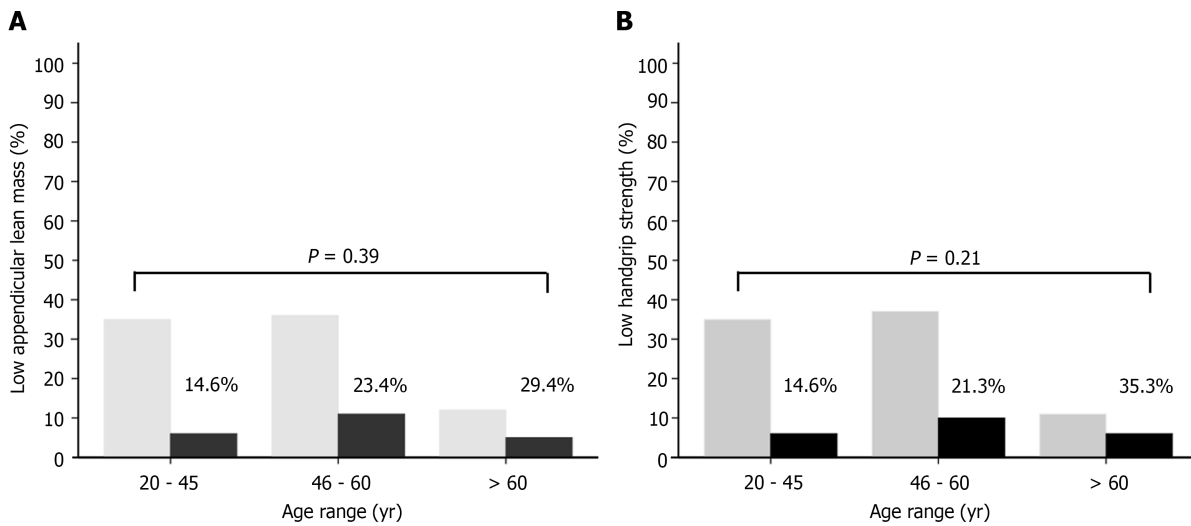 A
Low appendicular lean mass (%)
100
90
80
70
60
50
40
30
20
10
0
P = 0.39
14.6%
23.4%
29.4%
20 - 45
46 - 60
> 60
Age range (yr)
B
Low handgrip strength (%)
100
90
80
70
60
50
40
30
20
10
0
P = 0.21
14.6%
21.3%
35.3%
20 - 45
46 - 60
> 60
Age range (yr)